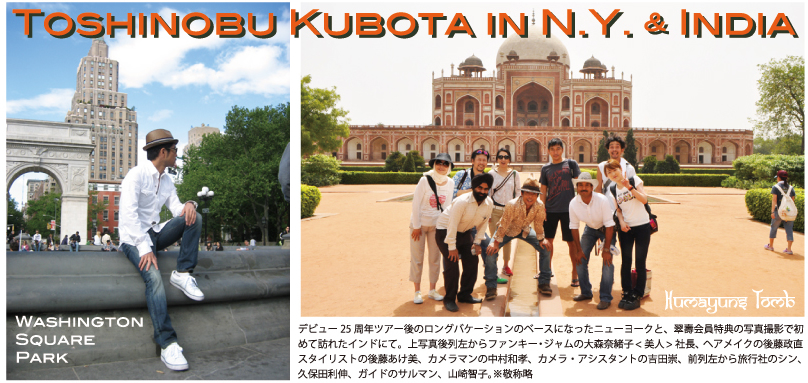 TOSHINOBU KUBOTA IN N.Y. & INDIA
WASHINGTON
SQUARE
PARK
Humayuns Tomb
デビュー25周年ツアー後のロングバケーションのベースになったニューヨークと、翠壽会員特典の写真撮影で初
めて訪れたインドにて。上写真後列左からファンキー・ジャムの大森奈緒子<美人>社長、ヘアメイクの後藤政直
スタイリストの後藤あけ美、カメラマンの中村和孝、カメラ・アシスタントの吉田崇、前列左から旅行社のシン、
久保田利伸、ガイドのサルマン、山崎智子。※敬称略